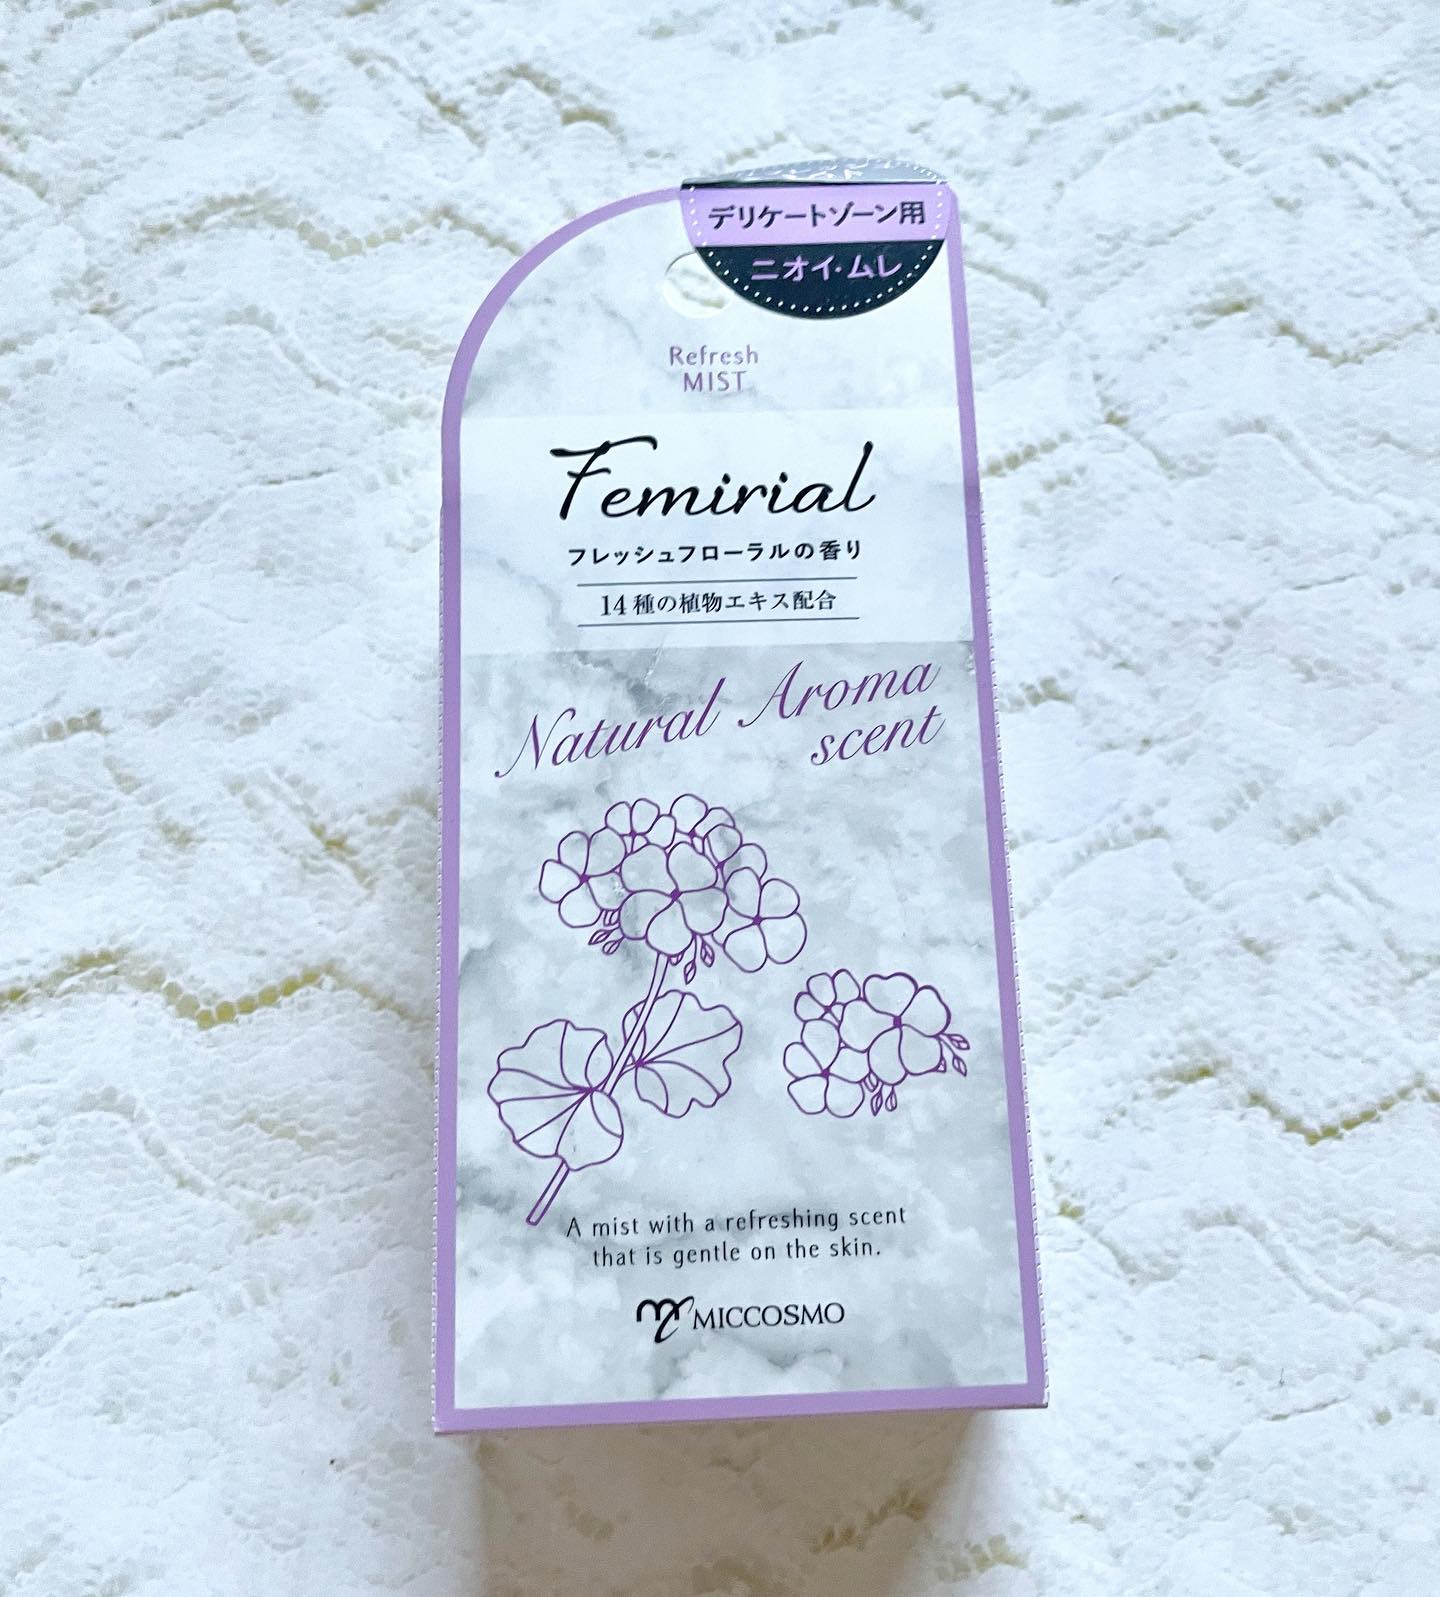 デリケートゾーン用
ニオイ・ムレ
Refresh
MIST
Femirial
フレッシュフローラルの香り
14種の植物エキス配合
Natural Aroma
scent
A mist with a refreshing scent
that is gentle on the skin.
MICCOSMO